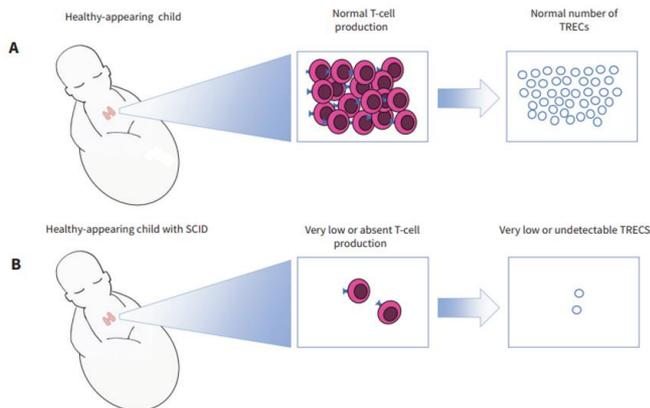 Healthy-appearing child
Normal T-cell
production
Normal number of
TRECs
A
Healthy-appearing child with SCID
Very low or absent T-cell
production
Very low or undetectable TRECS
B